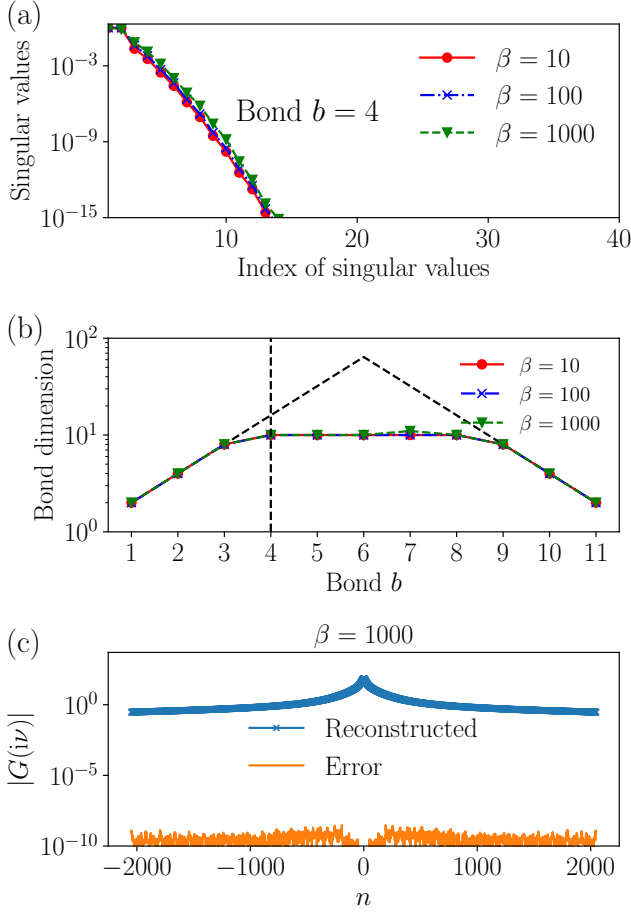 (a)
Singular values
10^{-3}
10^{-9}
10^{-15}
β = 10
β = 100
β = 1000
Bond b = 4
10 20 30 40
Index of singular values
(b)
Bond dimension
10^2
10^1
10^0
β = 10
β = 100
β = 1000
1 2 3 4 5 6 7 8 9 10 11
Bond b
(c)
β = 1000
|G(iν)|
10^0
10^{-5}
10^{-10}
Reconstructed
Error
−2000 −1000 0 1000 2000
n